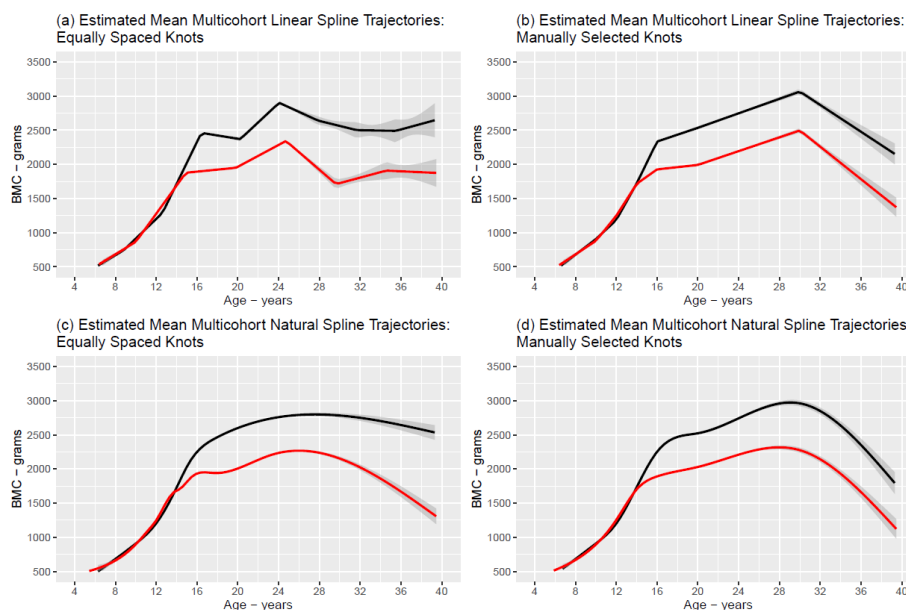 (a) Estimated Mean Multicohort Linear Spline Trajectories:
Equally Spaced Knots
3500
3000
2500
2000
1500
1000
500
BMC – grams
4 8 12 16 20 24 28 32 36 40
Age – years
(b) Estimated Mean Multicohort Linear Spline Trajectories:
Manually Selected Knots
3500
3000
2500
2000
1500
1000
500
BMC – grams
4 8 12 16 20 24 28 32 36 40
Age – years
(c) Estimated Mean Multicohort Natural Spline Trajectories:
Equally Spaced Knots
3500
3000
2500
2000
1500
1000
500
BMC – grams
4 8 12 16 20 24 28 32 36 40
Age – years
(d) Estimated Mean Multicohort Natural Spline Trajectories
Manually Selected Knots
3500
3000
2500
2000
1500
1000
500
BMC – grams
4 8 12 16 20 24 28 32 36 40
Age – years